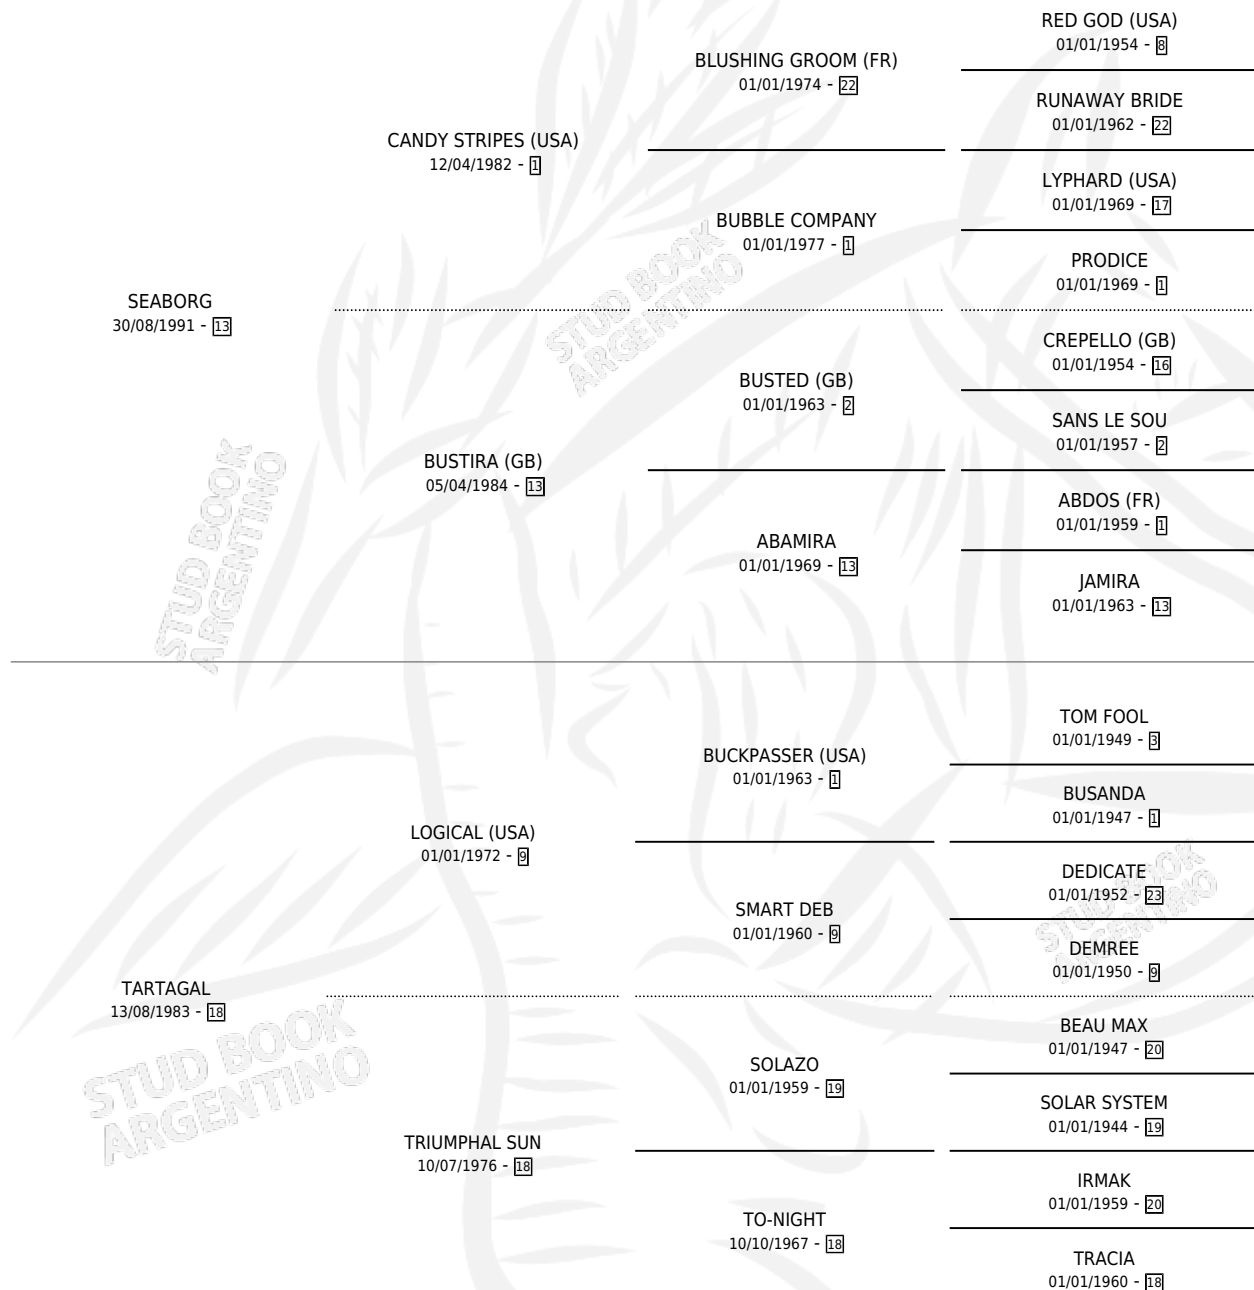 RED GOD (USA)
01/01/1954 - 8
BLUSHING GROOM (FR)
01/01/1974 - 22
RUNAWAY BRIDE
01/01/1962 - 22
CANDY STRIPES (USA)
12/04/1982 - 1
LYPHARD (USA)
01/01/1969 - 17
BUBBLE COMPANY
01/01/1977 - 1
PRODICE
01/01/1969 - 1
SEABORG
30/08/1991 - 13
STUD BOOK
ARGENTINO
CREPELLO (GB)
01/01/1954 - 16
BUSTED (GB)
01/01/1963 - 2
SANS LE SOU
01/01/1957 - 2
BUSTIRA (GB)
05/04/1984 - 13
ABDOS (FR)
01/01/1959 - 1
ABAMIRA
01/01/1969 - 13
JAMIRA
01/01/1963 - 13
STUD BOOK
ARGENTINO
TOM FOOL
01/01/1949 - 3
BUCKPASSER (USA)
01/01/1963 - 1
BUSANDA
01/01/1947 - 1
LOGICAL (USA)
01/01/1972 - 9
DEDICATE
01/01/1952 - 23
SMART DEB
01/01/1960 - 9
DEMREE
01/01/1950 - 9
STUD BOOK
ARGENTINO
TARTAGAL
13/08/1983 - 18
BEAU MAX
01/01/1947 - 20
SOLAZO
01/01/1959 - 19
SOLAR SYSTEM
01/01/1944 - 19
STUD BOOK
ARGENTINO
TRIUMPHAL SUN
10/07/1976 - 18
IRMAK
01/01/1959 - 20
TO-NIGHT
10/10/1967 - 18
TRACIA
01/01/1960 - 18